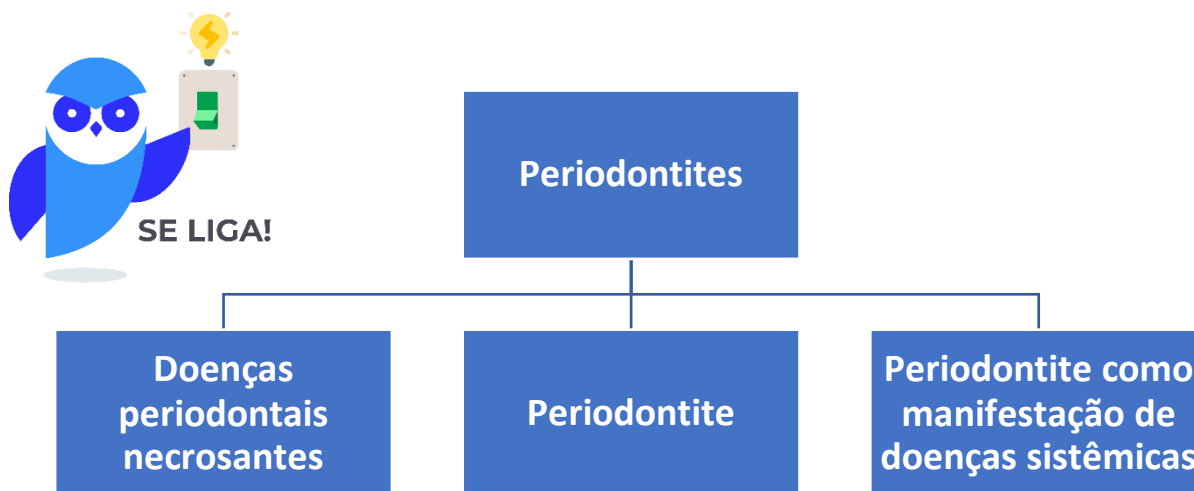 SE LIGA!
Periodontites
Doenças
periodontais
necrosantes
Periodontite
Periodontite como
manifestação de
doenças sistêmicas